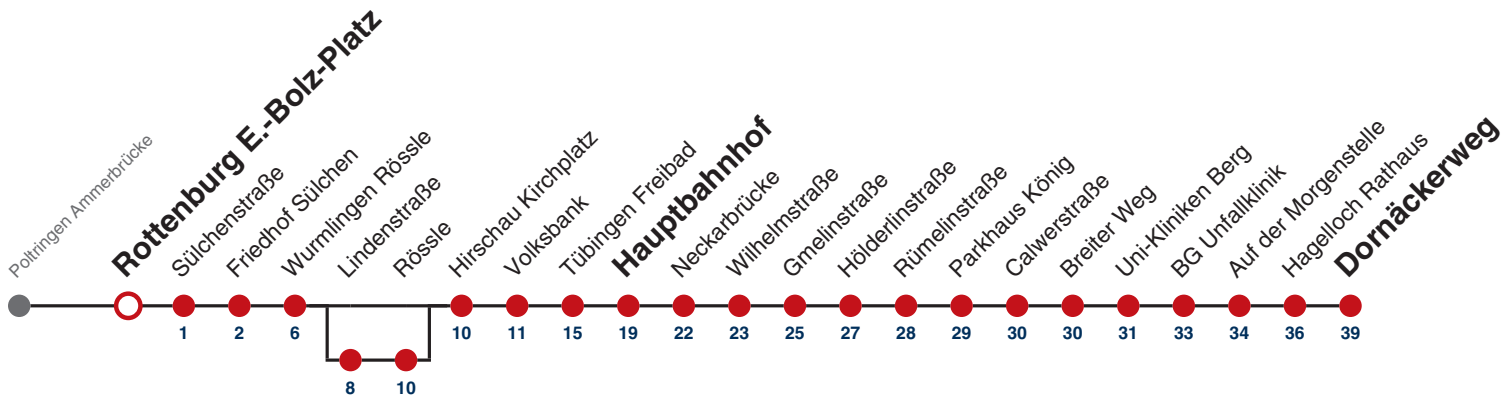 Poltringen Ammerbrücke
Rottenburg E.-Bolz-Platz
Sülchenstraße
Friedhof Sülchen
Wurmlingen Rössle
Lindenstraße
Rössle
Hirschau Kirchplatz
Volksbank
Tübingen Freibad
Hauptbahnhof
Neckarbrücke
Wilhelmstraße
Gmelinstraße
Hölderlinstraße
Rümelinstraße
Parkhaus König
Calwerstraße
Breiter Weg
Uni-Kliniken Berg
BG Unfallklinik
Auf der Morgenstelle
Hagelloch Rathaus
Dornäckerweg
1 2 6 10 11 15 19 22 23 25 27 28 29 30 30 31 33 34 36 39
8 10